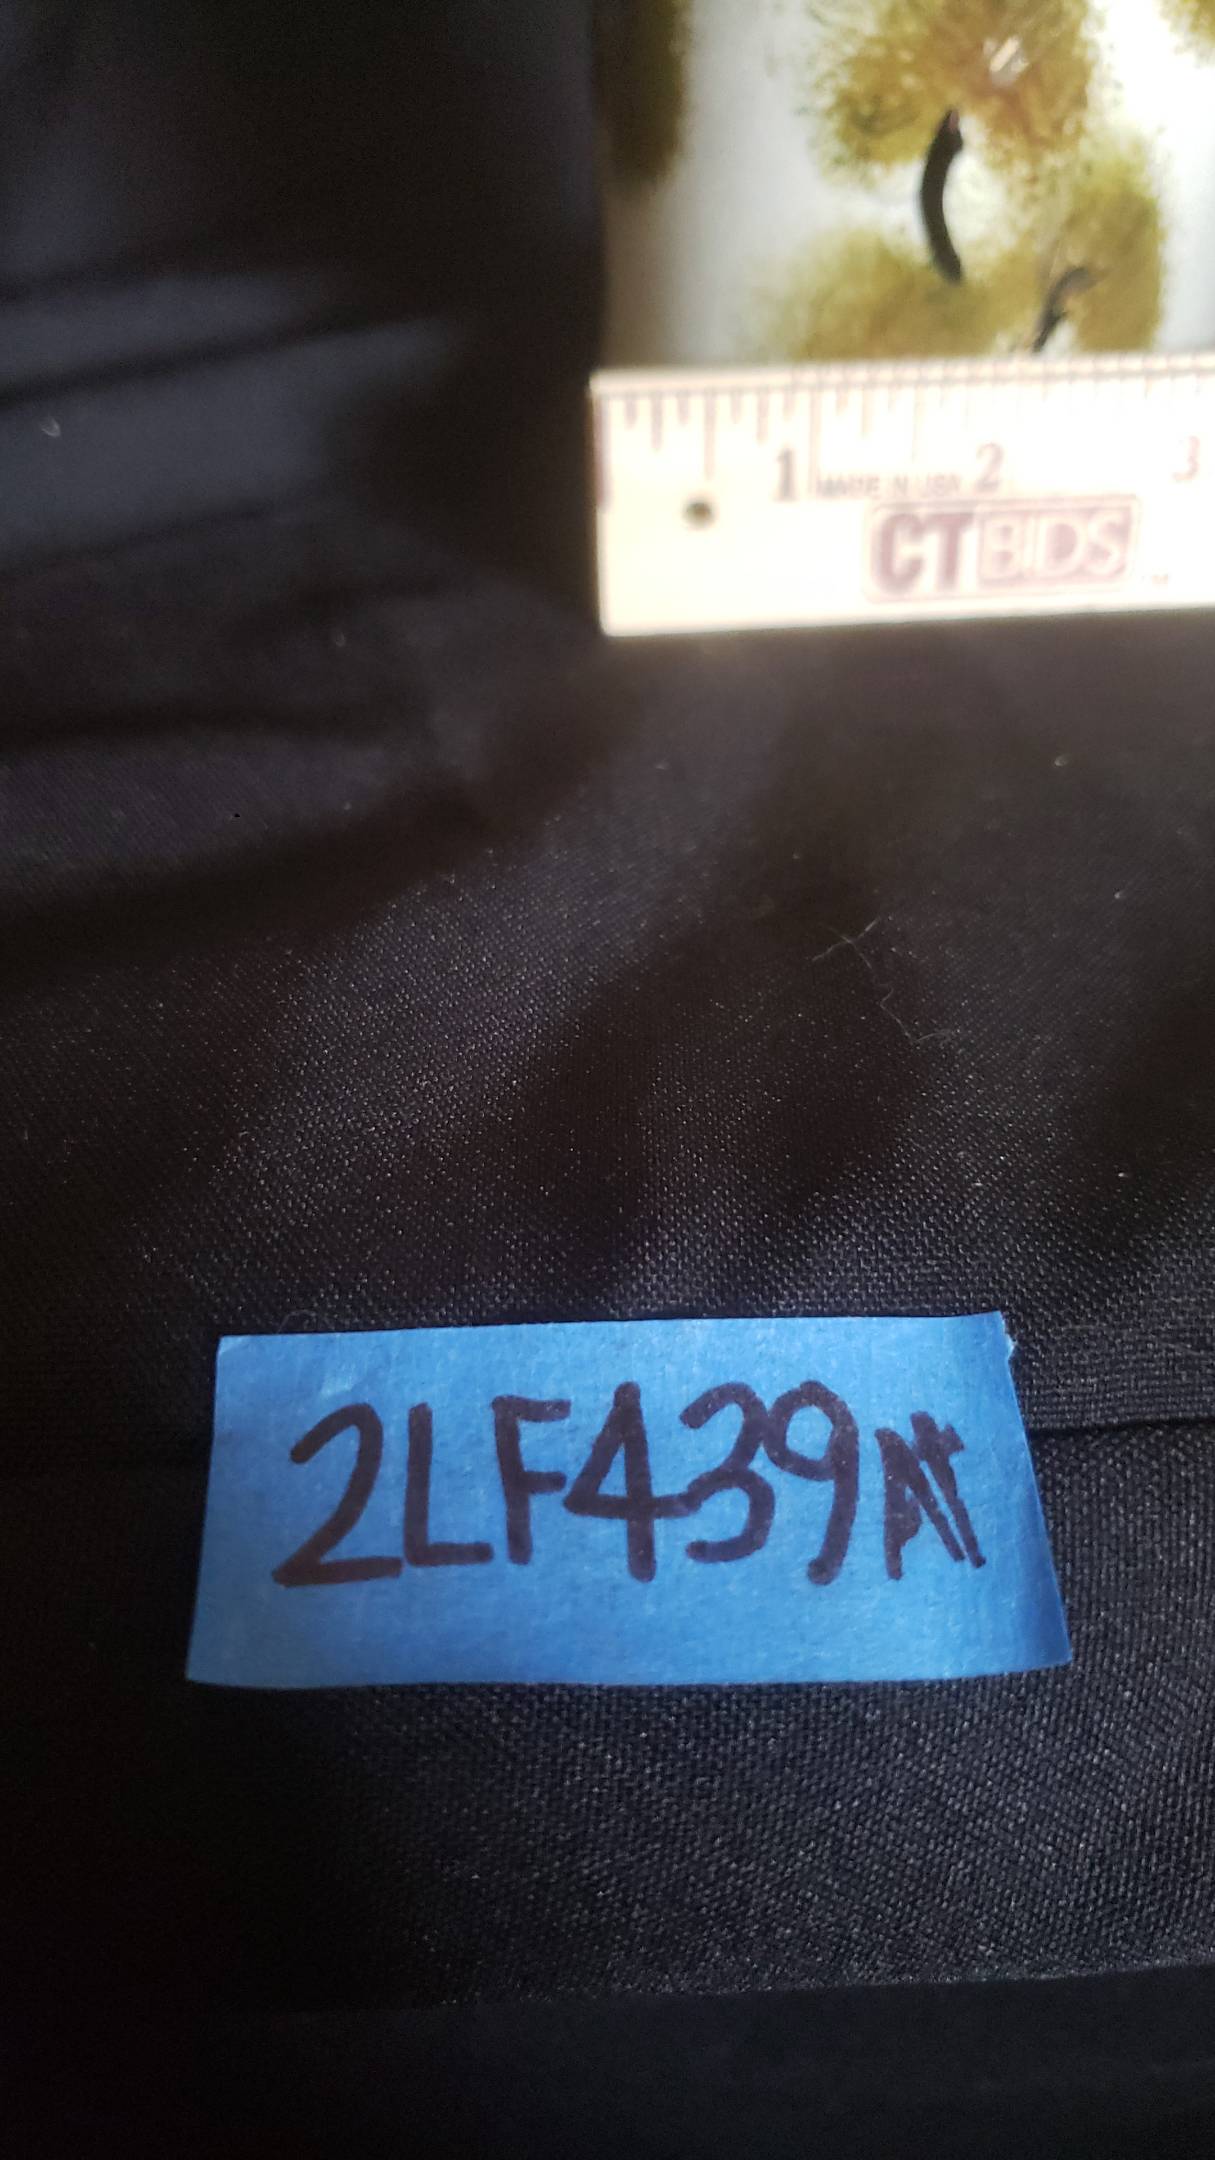 1 2 3
MADE IN USA
CTBIDS
2LF439